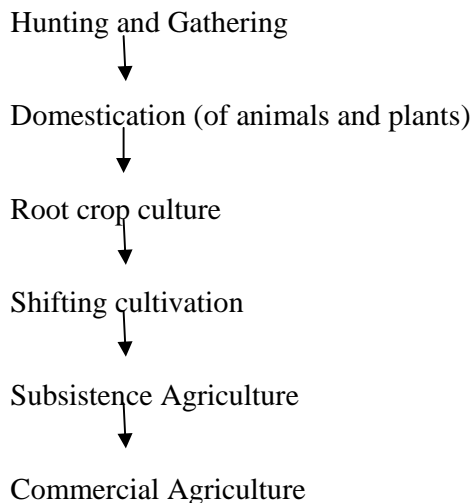 Hunting and Gathering
Domestication (of animals and plants)
Root crop culture
Shifting cultivation
Subsistence Agriculture
Commercial Agriculture